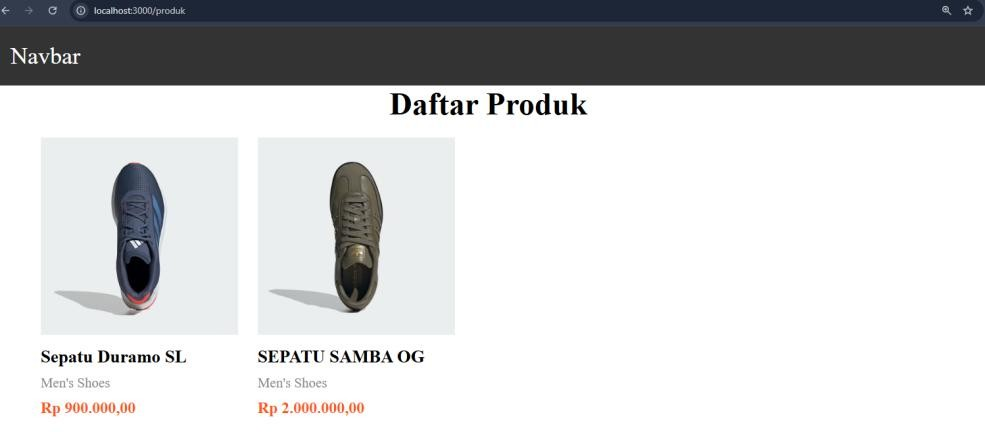 localhost:3000/produk
Navbar
Daftar Produk
Sepatu Duramo SL
Men's Shoes
Rp 900.000,00
SEPATU SAMBA OG
Men's Shoes
Rp 2.000.000,00